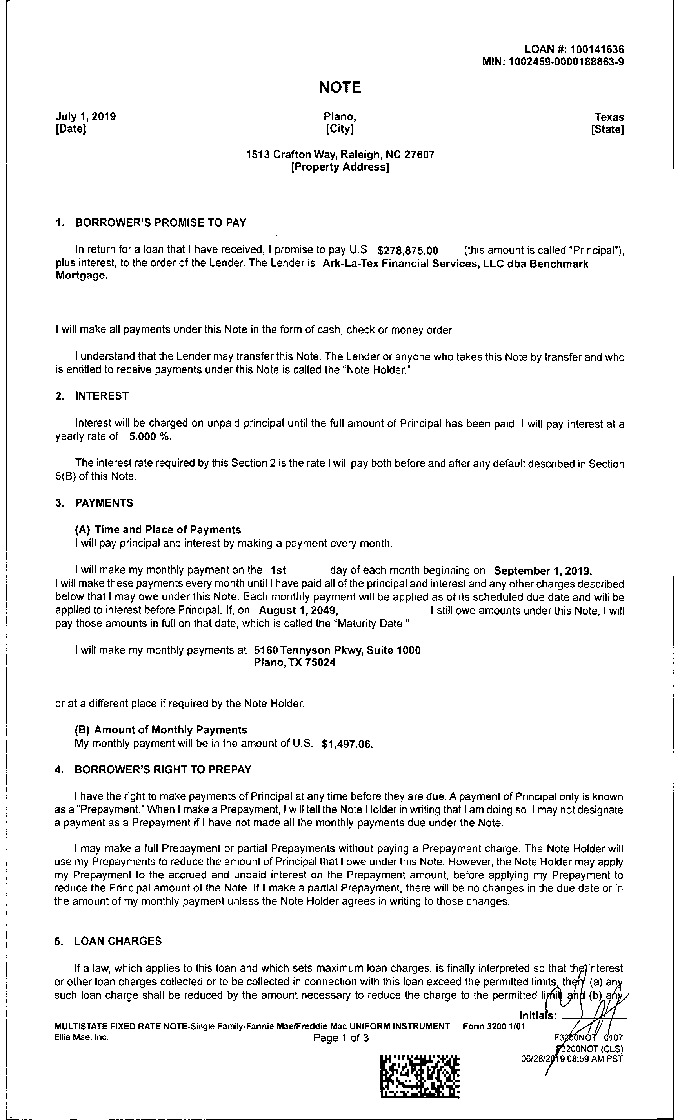 LOAN #: 100141636
MIN: 1002459-0000188863-9
NOTE
July 1, 2019 Plano, Texas
[Date] [City] [State]
1513 Crafton Way, Raleigh, NC 27607
[Property Address]
1. BORROWER'S PROMISE TO PAY
In return for a loan that I have received, I promise to pay U.S $278,875.00 (this amount is called "Principal"),
plus interest, to the order of the Lender. The Lender is Ark-La-Tex Financial Services, LLC dba Benchmark
Mortgage.
I will make all payments under this Note in the form of cash, check or money order
I understand that the Lender may transfer this Note. The Lender or anyone who takes this Note by transfer and who
is entitled to receive payments under this Note is called the "Note Holder."
2. INTEREST
Interest will be charged on unpaid principal until the full amount of Principal has been paid I will pay interest at a
yearly rate of 5.000 %.
The interest rate required by this Section 2 is the rate I will pay both before and after any default described in Section
6(B) of this Note.
3. PAYMENTS
(A) Time and Place of Payments
I will pay principal and interest by making a payment every month.
I will make my monthly payment on the 1st day of each month beginning on September 1, 2019.
I will make these payments every month until I have paid all of the principal and interest and any other charges described
below that I may owe under this Note. Each monthly payment will be applied as of its scheduled due date and will be
applied to interest before Principal. If, on August 1, 2049, I still owe amounts under this Note, I will
pay those amounts in full on that date, which is called the "Maturity Date."
I will make my monthly payments at 5160 Tennyson Pkwy, Suite 1000
Plano, TX 75024
or at a different place if required by the Note Holder.
(B) Amount of Monthly Payments
My monthly payment will be in the amount of U.S. $1,497.06.
4. BORROWER'S RIGHT TO PREPAY
I have the right to make payments of Principal at any time before they are due. A payment of Principal only is known
as a "Prepayment." When I make a Prepayment, I will tell the Note Holder in writing that I am doing so. I may not designate
a payment as a Prepayment if I have not made all the monthly payments due under the Note.
I may make a full Prepayment or partial Prepayments without paying a Prepayment charge. The Note Holder will
use my Prepayments to reduce the amount of Principal that I owe under this Note. However, the Note Holder may apply
my Prepayment to the accrued and unpaid interest on the Prepayment amount, before applying my Prepayment to
reduce the Principal amount of the Note. If I make a partial Prepayment, there will be no changes in the due date or in
the amount of my monthly payment unless the Note Holder agrees in writing to those changes.
5. LOAN CHARGES
If a law, which applies to this loan and which sets maximum loan charges, is finally interpreted so that the interest
or other loan charges collected or to be collected in connection with this loan exceed the permitted limits, then: (a) any
such loan charge shall be reduced by the amount necessary to reduce the charge to the permitted limit; and (b) any
Initials:
MULTISTATE FIXED RATE NOTE-Single Family-Fannie Mae/Freddie Mac UNIFORM INSTRUMENT Form 3200 1/01
Ellie Mae, Inc. Page 1 of 3 F3200NOT 0107
F3200NOT (CLS)
06/28/2019 08:59 AM PST